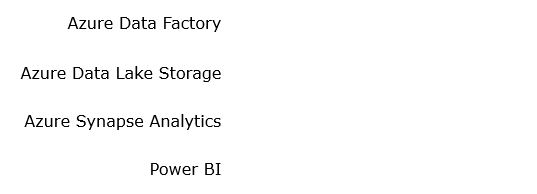 Azure Data Factory
Azure Data Lake Storage
Azure Synapse Analytics
Power BI